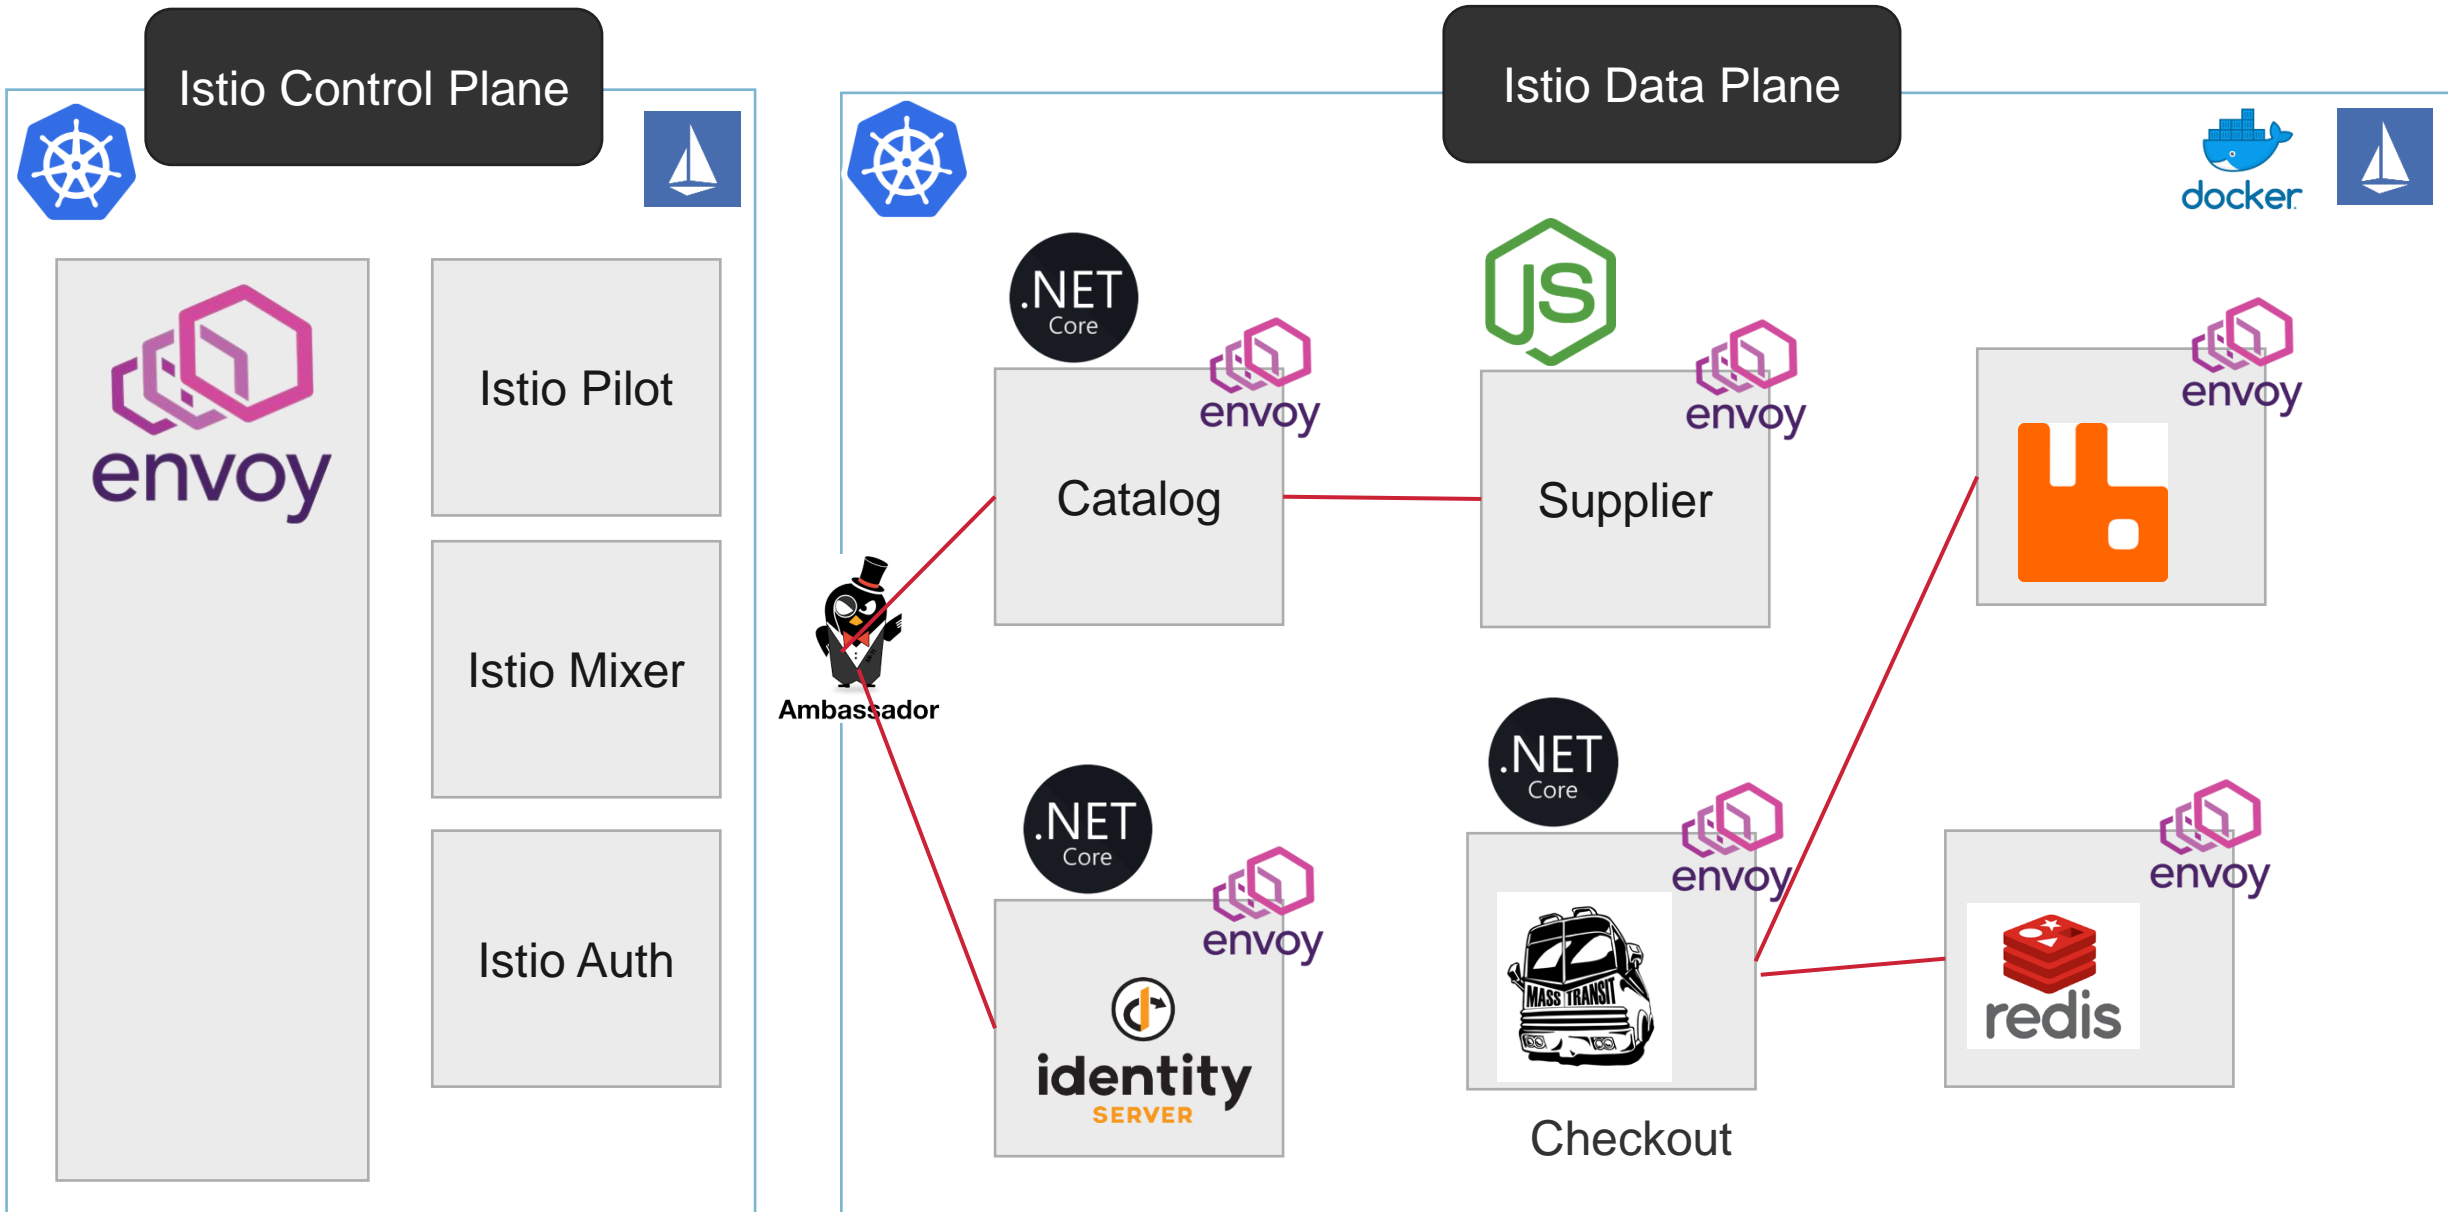 Istio Control Plane
Istio Data Plane
docker
envoy
Istio Pilot
Istio Mixer
Istio Auth
.NET
Core
envoy
Catalog
JS
envoy
Supplier
envoy
Ambassador
.NET
Core
envoy
identity
SERVER
.NET
Core
envoy
MASS TRANSIT
Checkout
envoy
redis